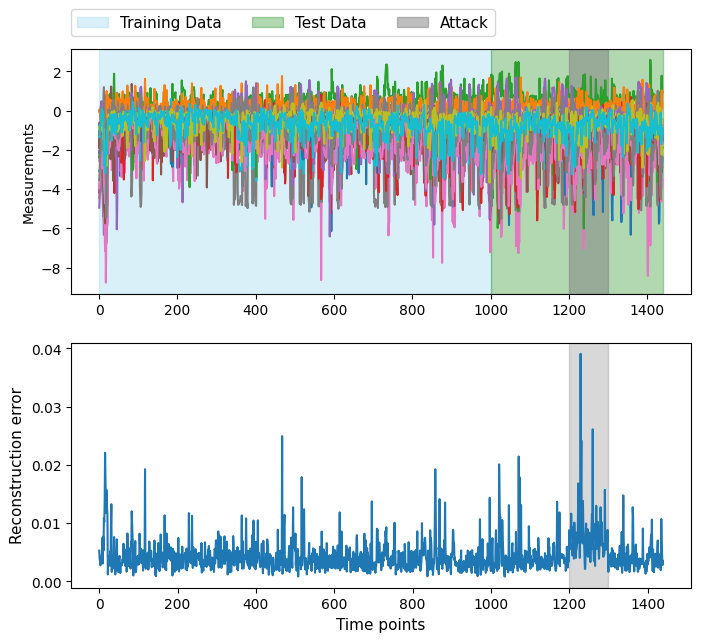 Training Data Test Data Attack
Measurements
2
0
−2
−4
−6
−8
0 200 400 600 800 1000 1200 1400
Reconstruction error
0.04
0.03
0.02
0.01
0.00
0 200 400 600 800 1000 1200 1400
Time points